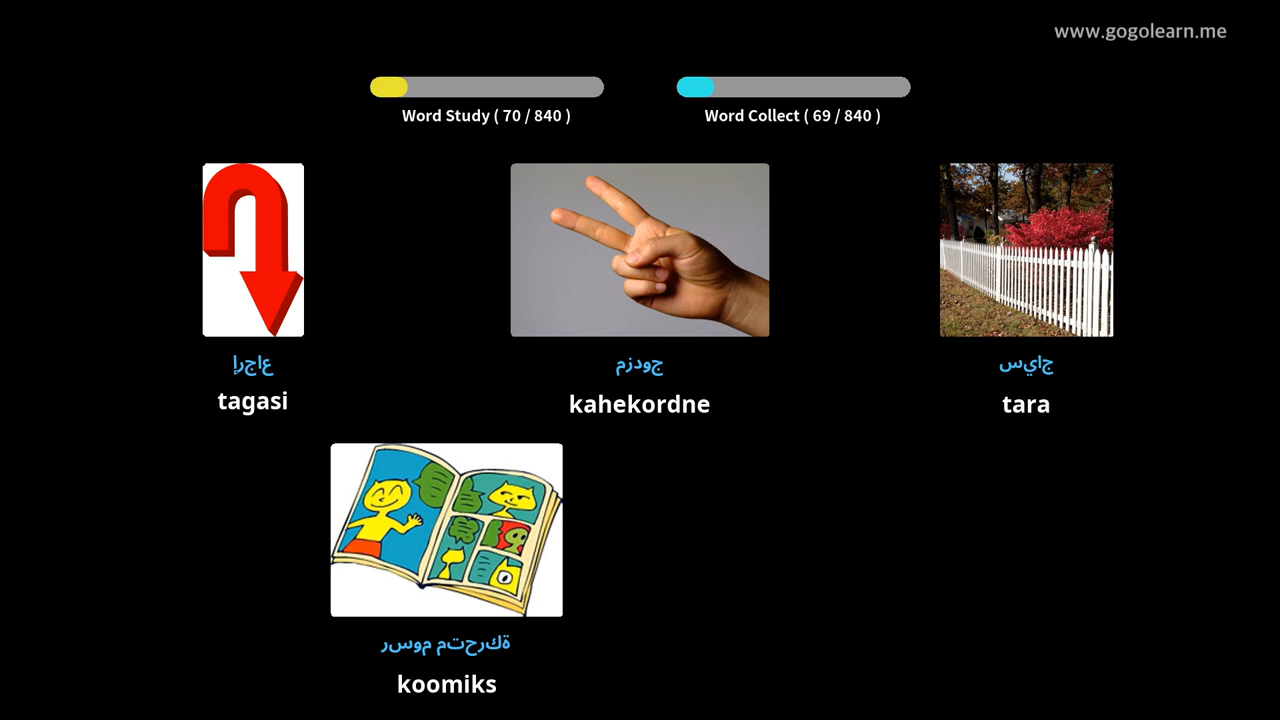 www.gogolearn.me
Word Study ( 70 / 840 )
Word Collect ( 69 / 840 )
إرجاع
مزدوج
سياج
tagasi
kahekordne
tara
رسوم متحركة
koomiks